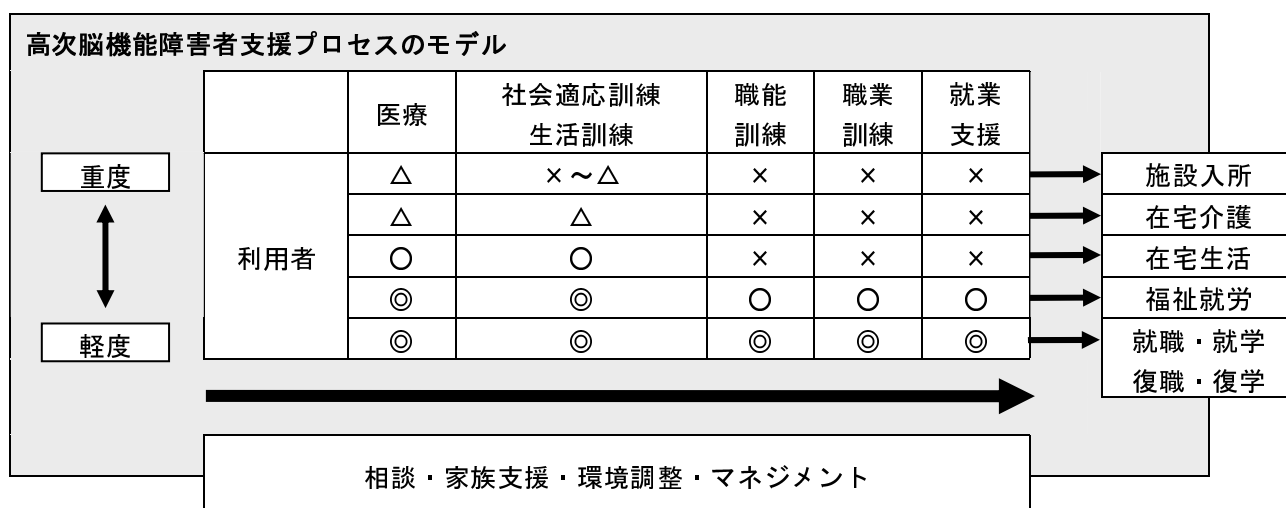 高次脳機能障害者支援プロセスのモデル
医療 社会適応訓練 生活訓練 職能訓練 職業訓練 就業支援
重度 利用者 △ ×～△ × × × 施設入所
△ △ × × × 在宅介護
○ ○ × × × 在宅生活
◎ ◎ ○ ○ ○ 福祉就労
軽度 ◎ ◎ ◎ ◎ ◎ 就職・就学
復職・復学
相談・家族支援・環境調整・マネジメント